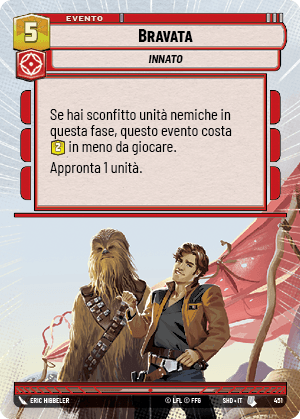 EVENTO
5
BRAVATA
INNATO
Se hai sconfitto unità nemiche in
questa fase, questo evento costa
2 in meno da giocare.
Appronta 1 unità.
ERIC HIBBELER
© LFL © FFG
SHD • IT
451